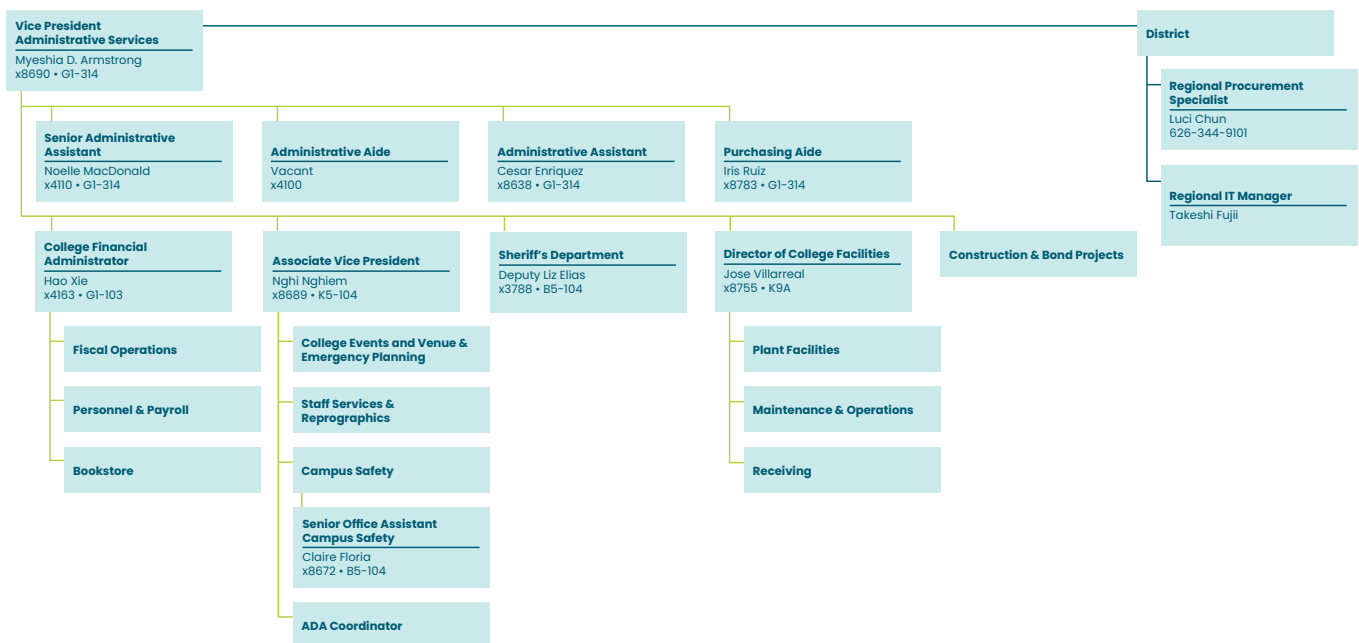 Vice President
Administrative Services
Myeshia D. Armstrong
x8690 • G1-314
District
Regional Procurement
Specialist
Luci Chun
626-344-9101
Regional IT Manager
Takeshi Fujii
Senior Administrative
Assistant
Noelle MacDonald
x4110 • G1-314
Administrative Aide
Vacant
x4100
Administrative Assistant
Cesar Enriquez
x8638 • G1-314
Purchasing Aide
Iris Ruiz
x8783 • G1-314
College Financial
Administrator
Hao Xie
x4163 • G1-103
Associate Vice President
Nghi Nghiem
x8689 • K5-104
Sheriff's Department
Deputy Liz Elias
x3788 • B5-104
Director of College Facilities
Jose Villarreal
x8755 • K9A
Construction & Bond Projects
Fiscal Operations
Personnel & Payroll
Bookstore
College Events and Venue &
Emergency Planning
Staff Services &
Reprographics
Campus Safety
Senior Office Assistant
Campus Safety
Claire Floria
x8672 • B5-104
ADA Coordinator
Plant Facilities
Maintenance & Operations
Receiving